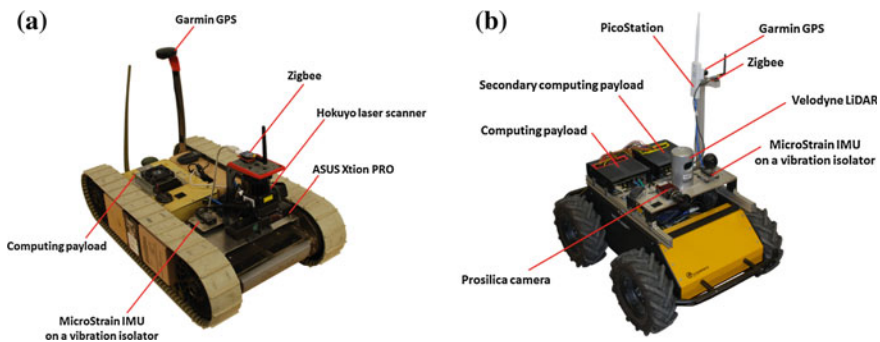 (a)
Garmin GPS
Zigbee
Hokuyo laser scanner
ASUS Xtion PRO
Computing payload
MicroStrain IMU
on a vibration isolator
(b)
PicoStation
Garmin GPS
Zigbee
Secondary computing payload
Velodyne LiDAR
Computing payload
MicroStrain IMU
on a vibration isolator
Prosilica camera